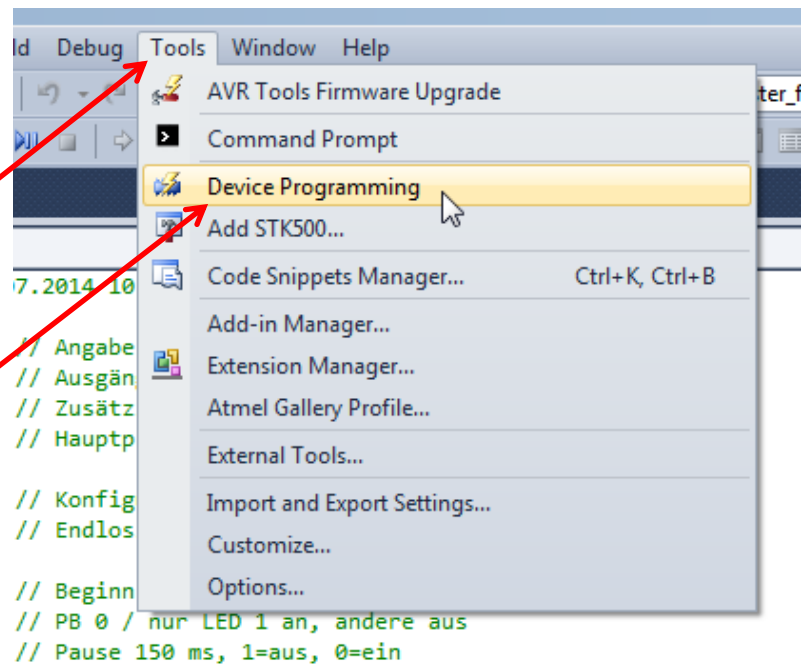 ld Debug Tools Window Help
AVR Tools Firmware Upgrade
ter_f
Command Prompt
Device Programming
Add STK500...
Code Snippets Manager... Ctrl+K, Ctrl+B
07.2014 10
Add-in Manager...
// Angabe
Extension Manager...
// Ausgän
// Zusätz
Atmel Gallery Profile...
// Hauptp
External Tools...
// Konfig
Import and Export Settings...
// Endlos
Customize...
// Beginn
Options...
// PB 0 / nur LED 1 an, andere aus
// Pause 150 ms, 1=aus, 0=ein